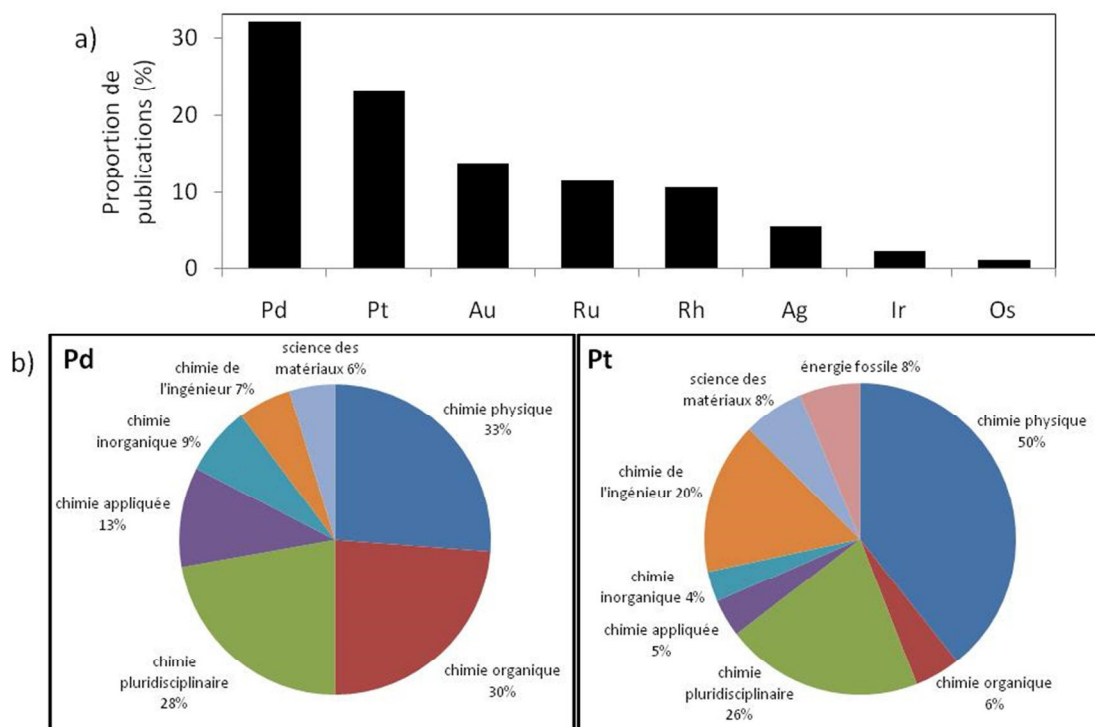 a)
Proportion de
publications (%)
30
20
10
0
Pd Pt Au Ru Rh Ag Ir Os
b)
Pd
science des
matériaux 6%
chimie de
l'ingénieur 7%
chimie physique
33%
chimie
inorganique 9%
chimie appliquée
13%
chimie
pluridisciplinaire
28%
chimie organique
30%
Pt
énergie fossile 8%
science des
matériaux 8%
chimie physique
50%
chimie de
l'ingénieur 20%
chimie
inorganique 4%
chimie appliquée
5%
chimie
pluridisciplinaire
26%
chimie organique
6%